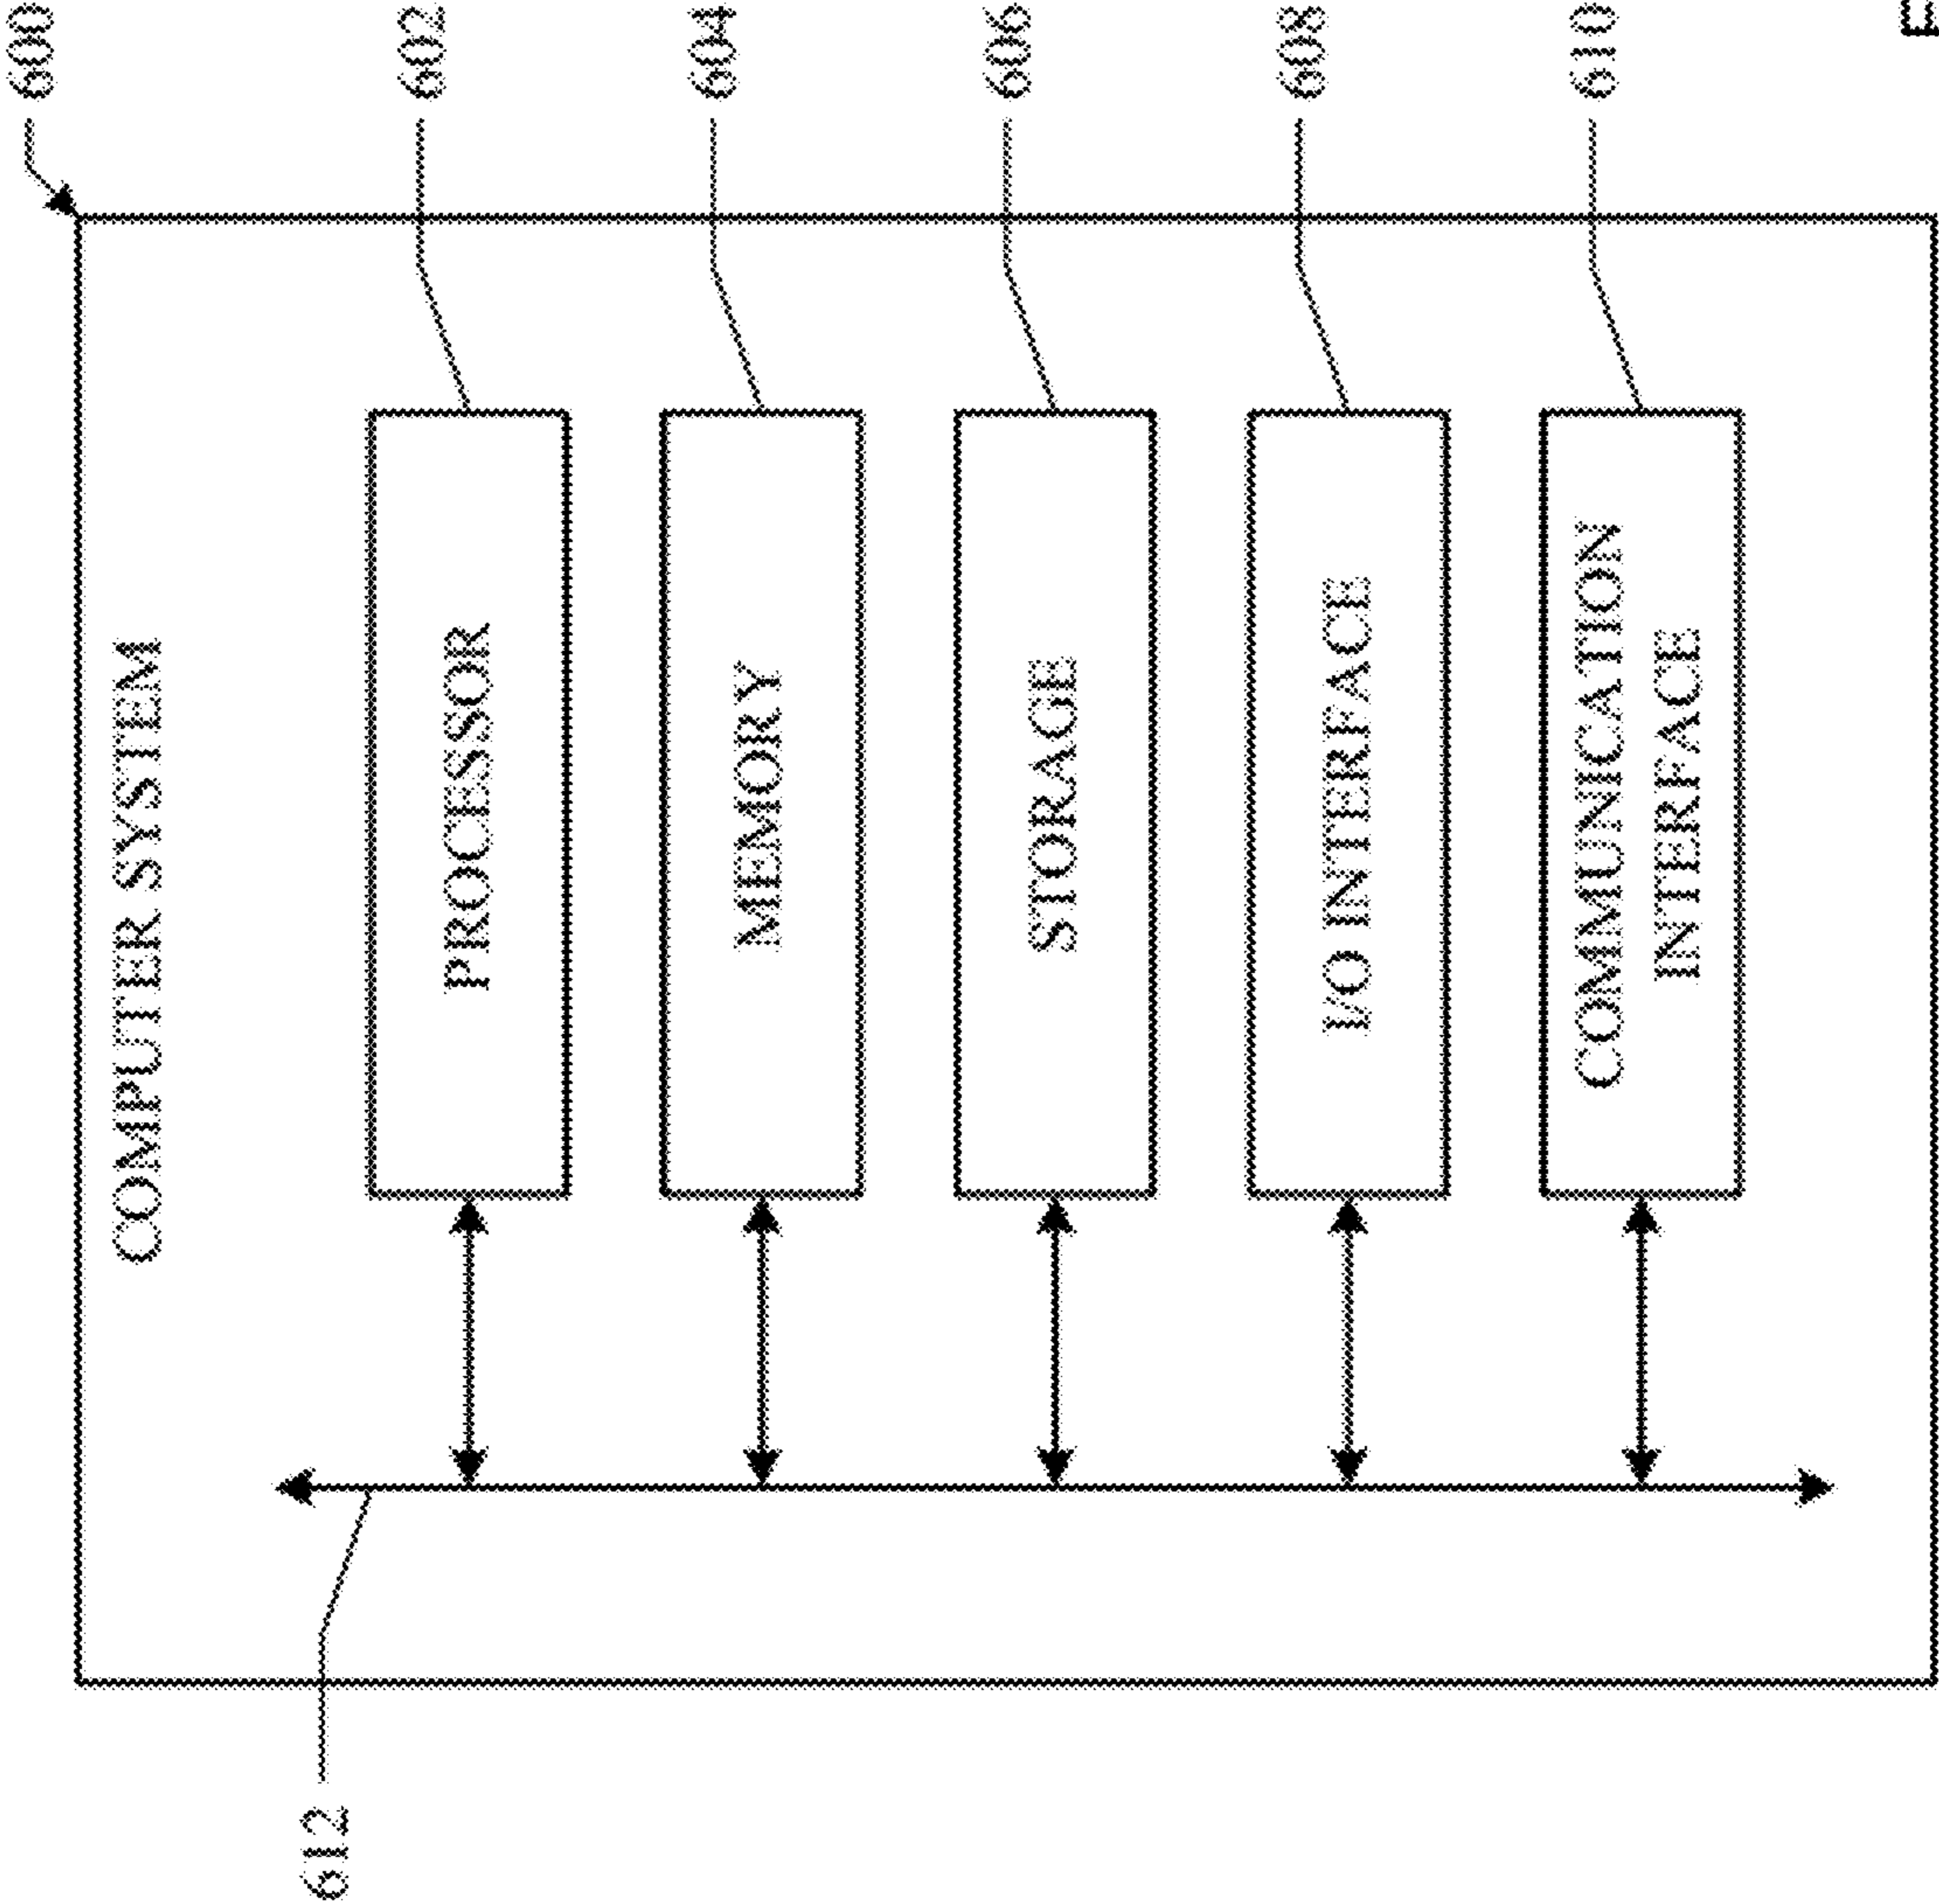 600
COMPUTER SYSTEM
PROCESSOR
602
MEMORY
604
STORAGE
606
I/O INTERFACE
608
COMMUNICATION
INTERFACE
610
612